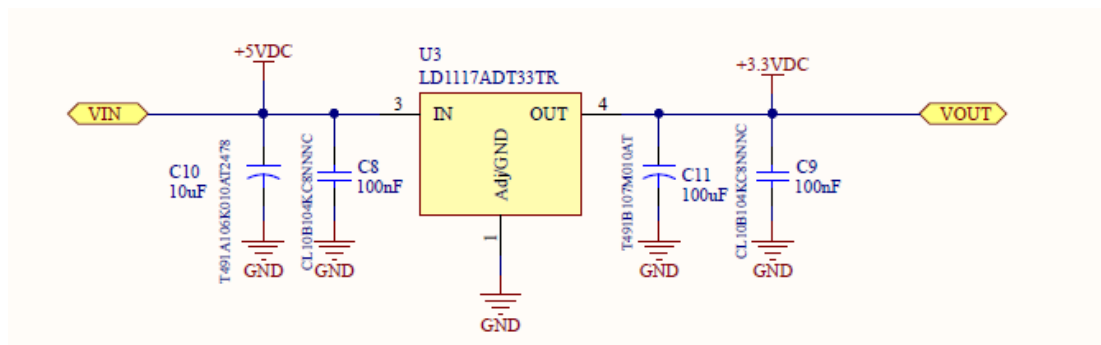 +5VDC
U3
LD1117ADT33TR
+3.3VDC
VIN
3
IN
OUT
4
VOUT
Adj/GND
C10
10uF
T491A106K010AT2478
C8
100nF
CL10B104KC8NNNC
C11
100uF
T491B107M010AT
C9
100nF
CL10B104KC8NNNC
1
GND
GND
GND
GND
GND